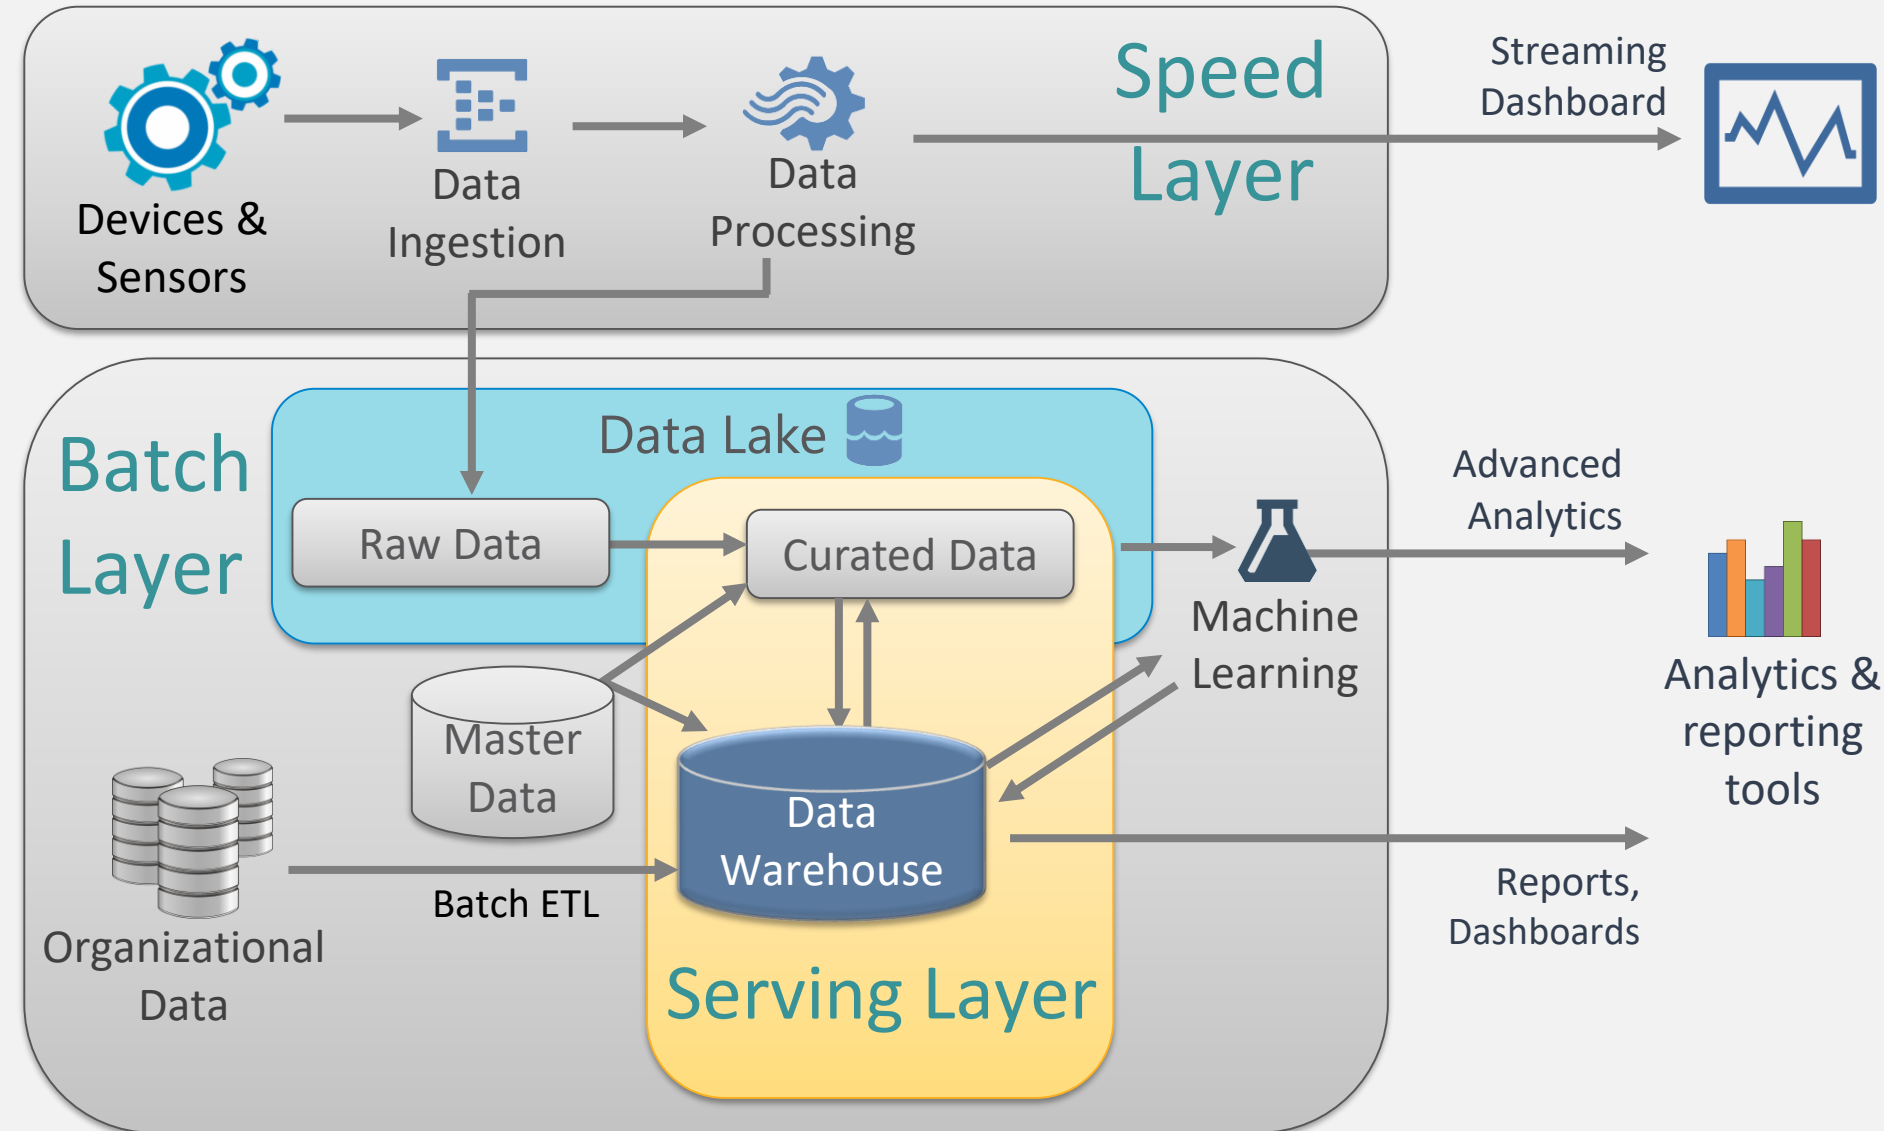 Speed
Layer
Streaming
Dashboard
Devices &
Sensors
Data
Ingestion
Data
Processing
Batch
Layer
Data Lake
Raw Data
Curated Data
Machine
Learning
Advanced
Analytics
Analytics &
reporting
tools
Master
Data
Data
Warehouse
Organizational
Data
Batch ETL
Reports,
Dashboards
Serving Layer